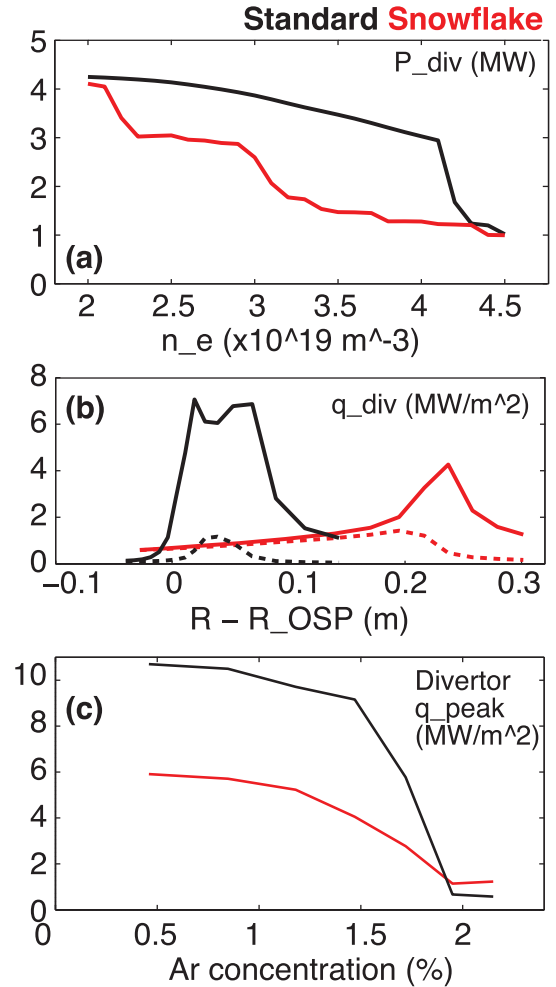 Standard Snowflake
5
P_div (MW)
4
3
2
1
(a)
0
2 2.5 3 3.5 4 4.5
n_e (x10^19 m^-3)
8
(b)
q_div (MW/m^2)
6
4
2
0
−0.1 0 0.1 0.2 0.3
R − R_OSP (m)
10
Divertor
(c)
q_peak
8
(MW/m^2)
6
4
2
0
0 0.5 1 1.5 2
Ar concentration (%)